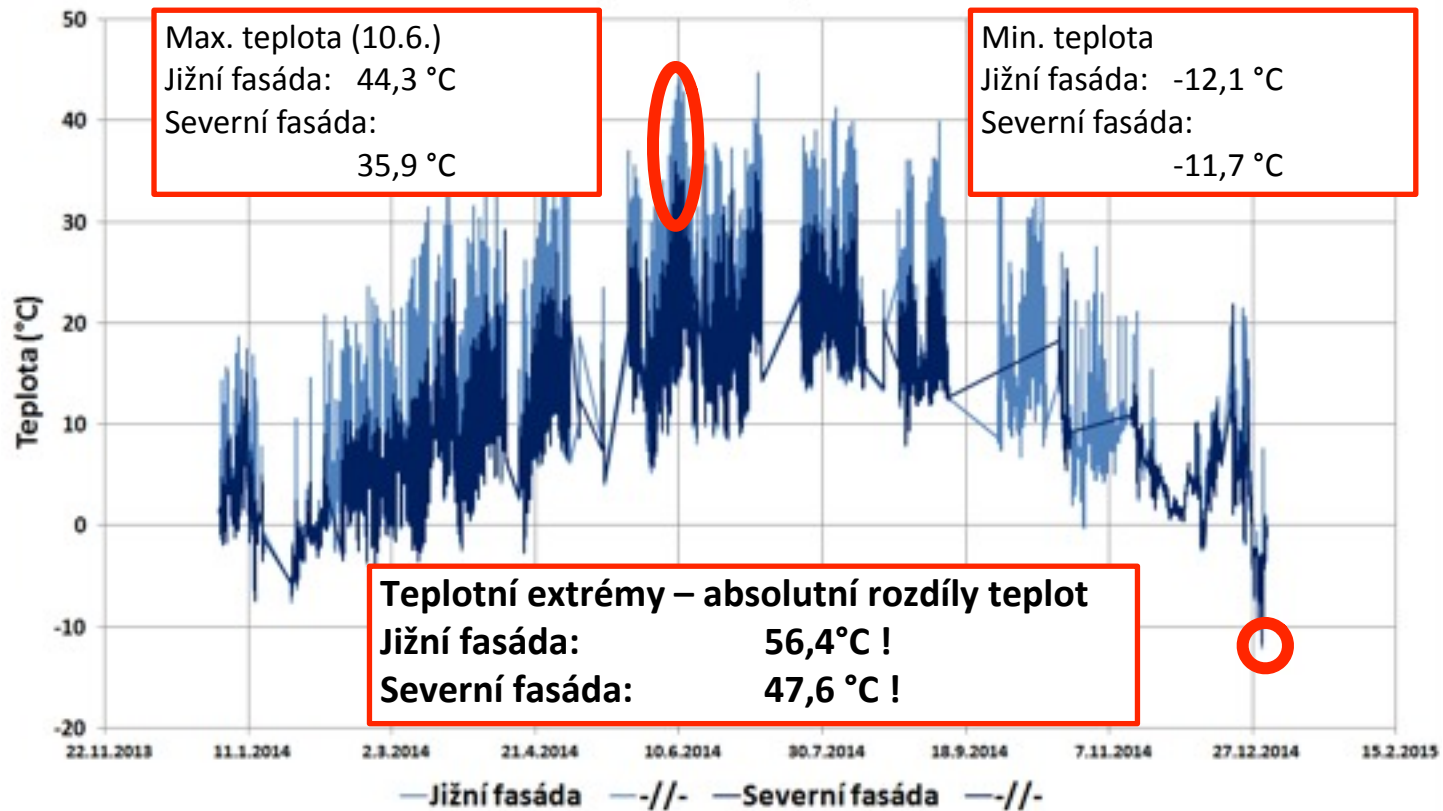 50
Max. teplota (10.6.)
Jižní fasáda: 44,3 °C
Severní fasáda:
35,9 °C
Min. teplota
Jižní fasáda: -12,1 °C
Severní fasáda:
-11,7 °C
40
30
20
10
0
-10
-20
Teplota (°C)
Teplotní extrémy – absolutní rozdíly teplot
Jižní fasáda: 56,4°C !
Severní fasáda: 47,6 °C !
22.11.2013 11.1.2014 2.3.2014 21.4.2014 10.6.2014 30.7.2014 18.9.2014 7.11.2014 27.12.2014 15.2.2015
Jižní fasáda -//- Severní fasáda -//-